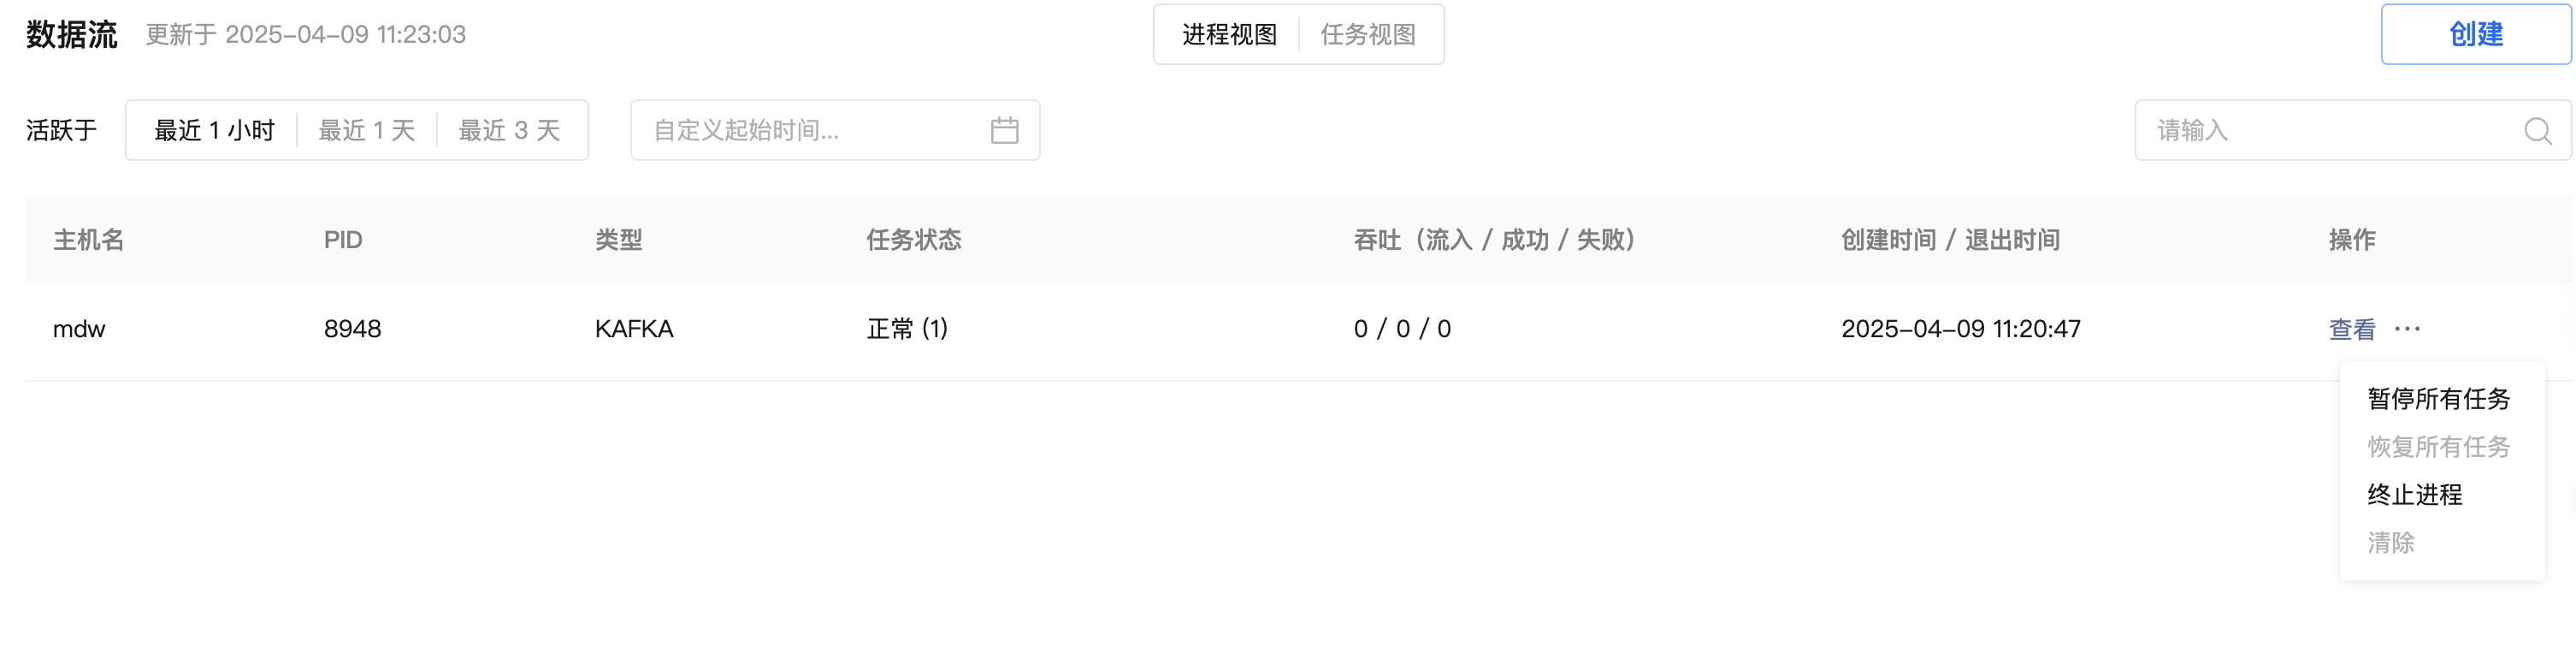 数据流 更新于 2025-04-09 11:23:03 进程视图 任务视图 创建
活跃于 最近 1 小时 最近 1 天 最近 3 天 自定义起始时间... 请输入
主机名 PID 类型 任务状态 吞吐（流入 / 成功 / 失败） 创建时间 / 退出时间 操作
mdw 8948 KAFKA 正常 (1) 0 / 0 / 0 2025-04-09 11:20:47 查看 ···
暂停所有任务
恢复所有任务
终止进程
清除